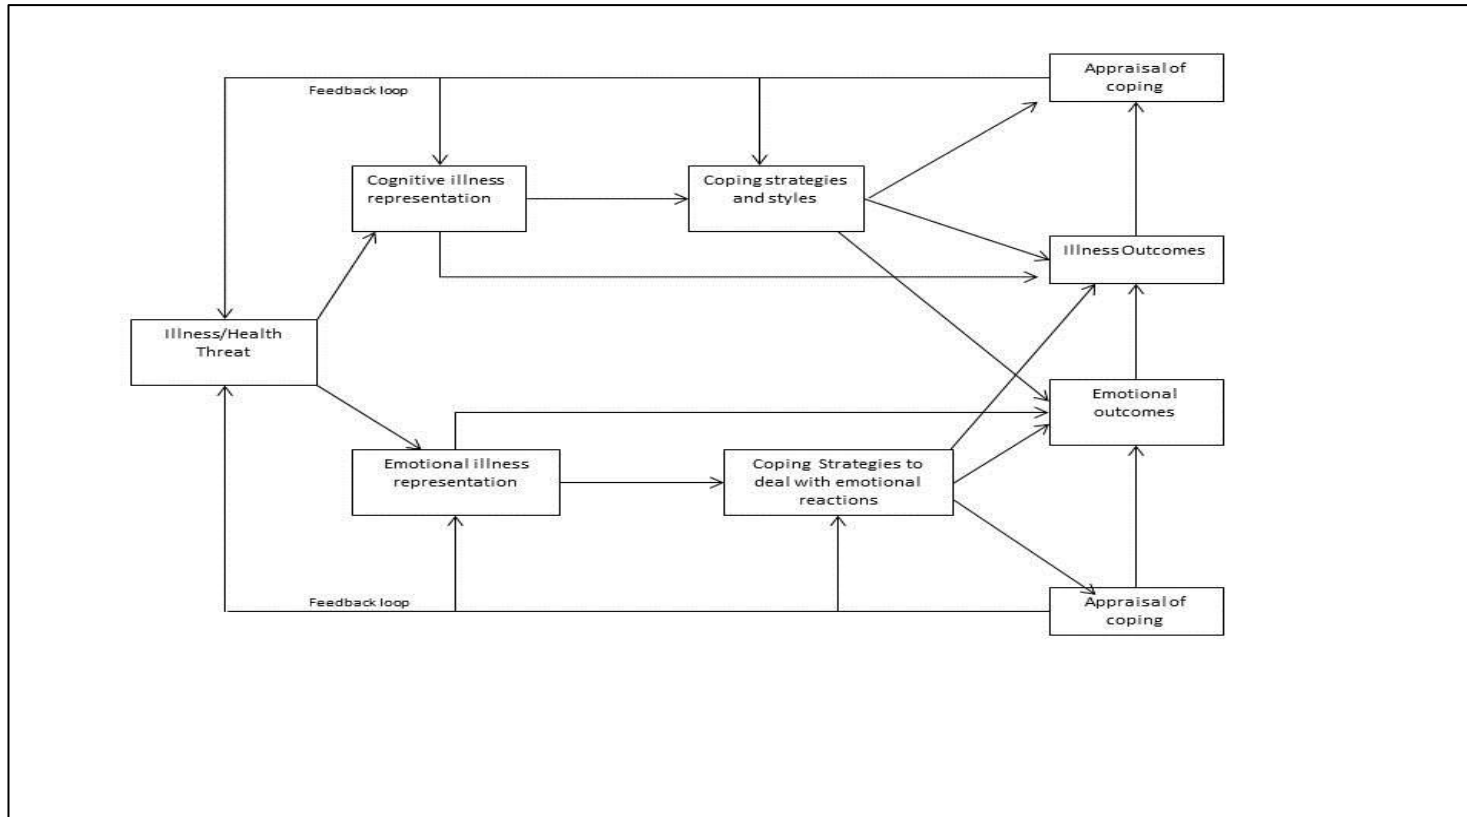 Appraisal of
coping
Feedback loop
Cognitive illness
representation
Coping strategies
and styles
Illness Outcomes
Illness/Health
Threat
Emotional
outcomes
Emotional illness
representation
Coping Strategies to
deal with emotional
reactions
Feedback loop
Appraisal of
coping